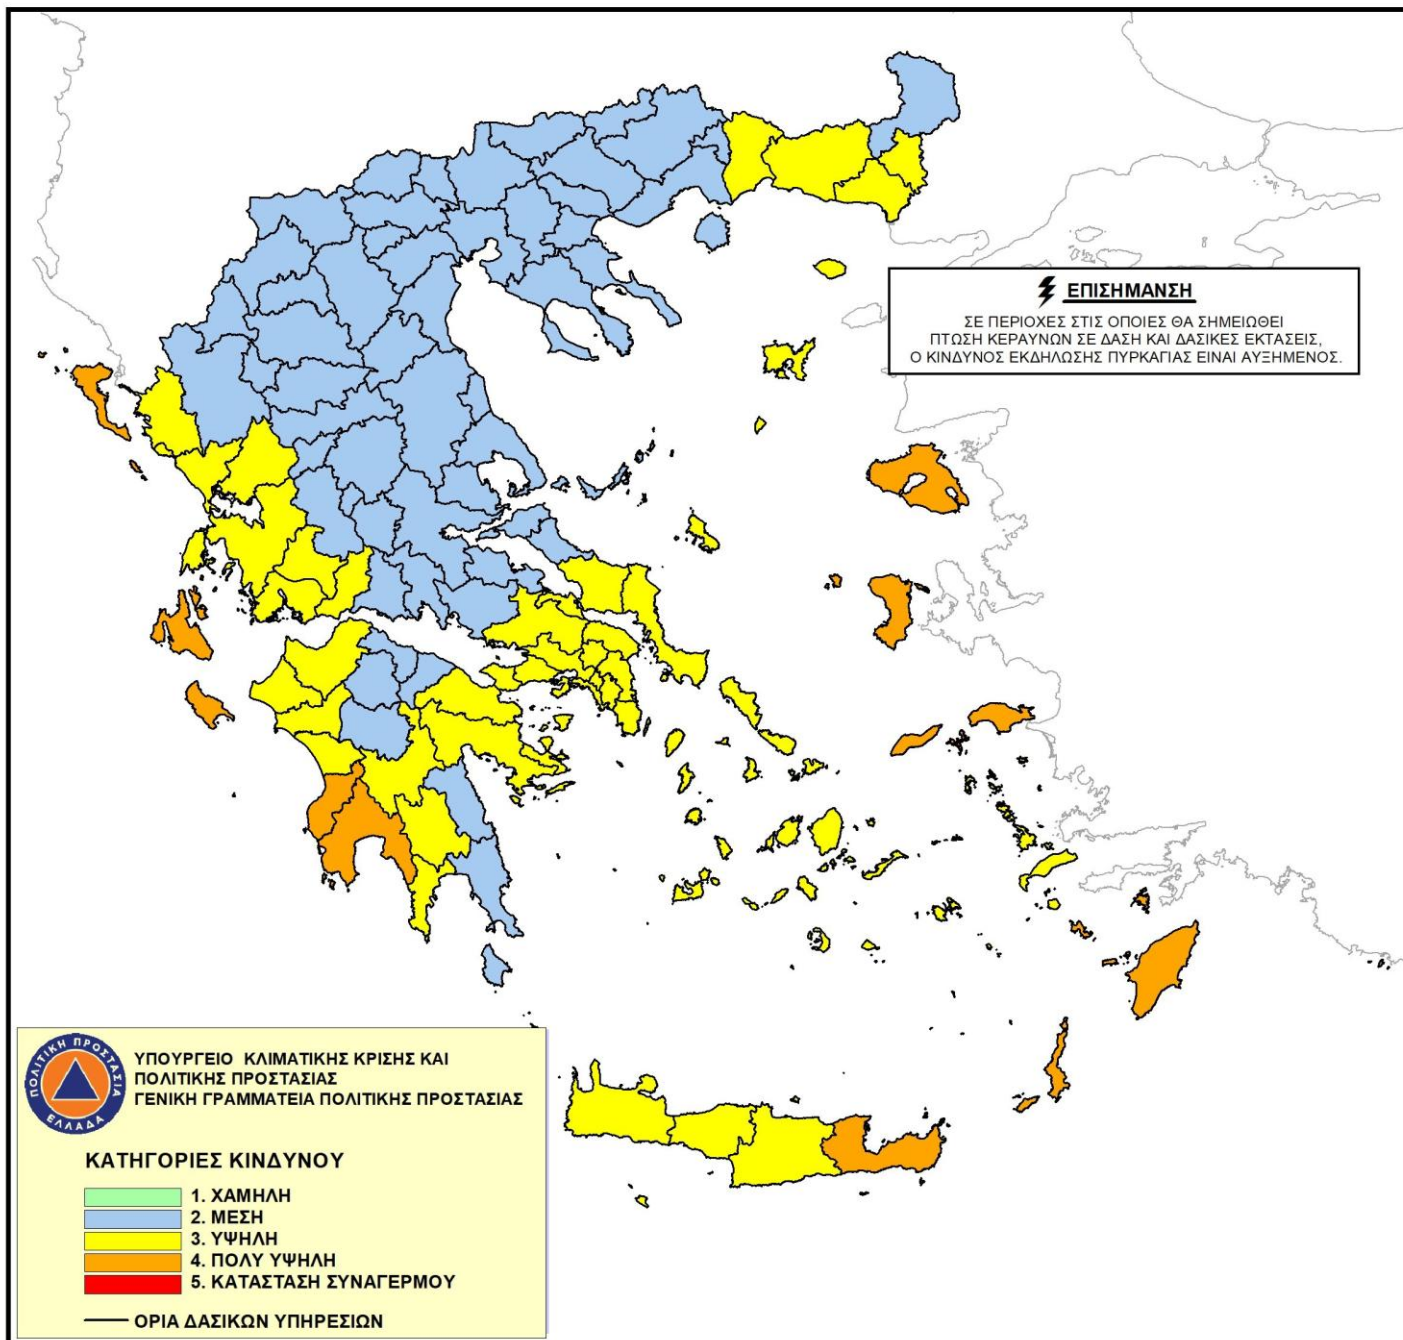 ΕΠΙΣΗΜΑΝΣΗ
ΣΕ ΠΕΡΙΟΧΕΣ ΣΤΙΣ ΟΠΟΙΕΣ ΘΑ ΣΗΜΕΙΩΘΕΙ
ΠΤΩΣΗ ΚΕΡΑΥΝΩΝ ΣΕ ΔΑΣΗ ΚΑΙ ΔΑΣΙΚΕΣ ΕΚΤΑΣΕΙΣ,
Ο ΚΙΝΔΥΝΟΣ ΕΚΔΗΛΩΣΗΣ ΠΥΡΚΑΓΙΑΣ ΕΙΝΑΙ ΑΥΞΗΜΕΝΟΣ.
ΠΟΛΙΤΙΚΗ ΠΡΟΣΤΑΣΙΑ
ΕΛΛΑΔΑ
ΥΠΟΥΡΓΕΙΟ ΚΛΙΜΑΤΙΚΗΣ ΚΡΙΣΗΣ ΚΑΙ
ΠΟΛΙΤΙΚΗΣ ΠΡΟΣΤΑΣΙΑΣ
ΓΕΝΙΚΗ ΓΡΑΜΜΑΤΕΙΑ ΠΟΛΙΤΙΚΗΣ ΠΡΟΣΤΑΣΙΑΣ
ΚΑΤΗΓΟΡΙΕΣ ΚΙΝΔΥΝΟΥ
1. ΧΑΜΗΛΗ
2. ΜΕΣΗ
3. ΥΨΗΛΗ
4. ΠΟΛΥ ΥΨΗΛΗ
5. ΚΑΤΑΣΤΑΣΗ ΣΥΝΑΓΕΡΜΟΥ
ΟΡΙΑ ΔΑΣΙΚΩΝ ΥΠΗΡΕΣΙΩΝ